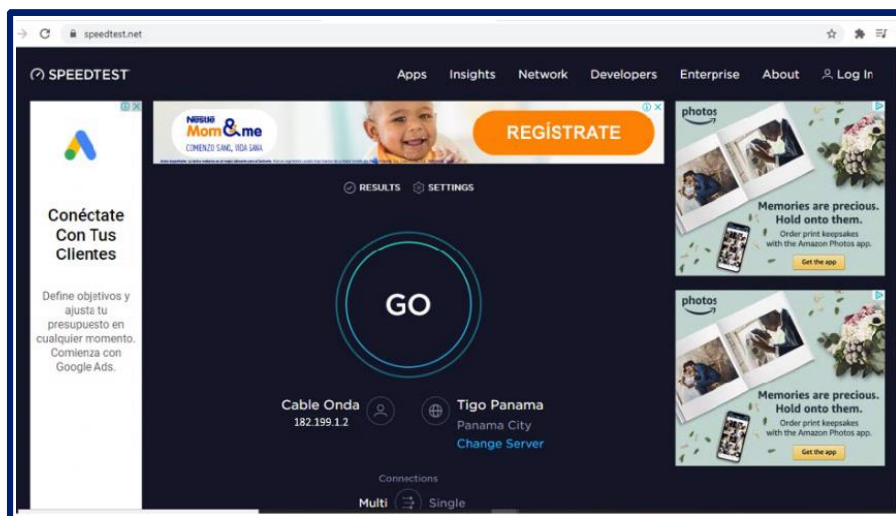 speedtest.net
SPEEDTEST
Apps Insights Network Developers Enterprise About Log In
Conéctate
Con Tus
Clientes
Define objetivos y
ajusta tu
presupuesto en
cualquier momento.
Comienza con
Google Ads.
Nestlé
Mom & me
COMIENZO SANO, VIDA SANA
REGÍSTRATE
RESULTS SETTINGS
GO
Cable Onda
182.199.1.2
Tigo Panama
Panama City
Change Server
Connections
Multi Single
photos
Memories are precious.
Hold onto them.
Order print keepsakes
with the Amazon Photos app.
Get the app
photos
Memories are precious.
Hold onto them.
Order print keepsakes
with the Amazon Photos app.
Get the app